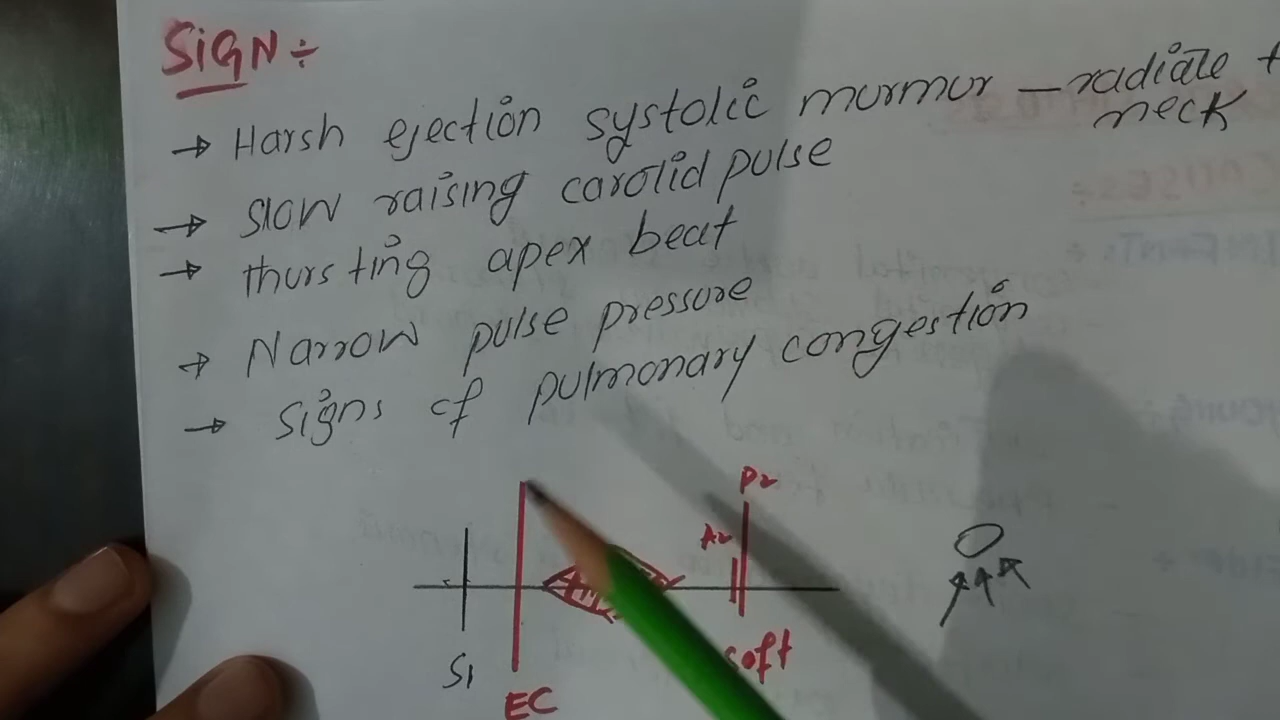 SiGN ÷
→ Harsh ejection systolic murmur – radiate t
neck
→ Slow raising carotid pulse
→ thursting apex beat
→ Narrow pulse pressure
→ Signs of pulmonary congestion
P2
A2
S1
soft
EC